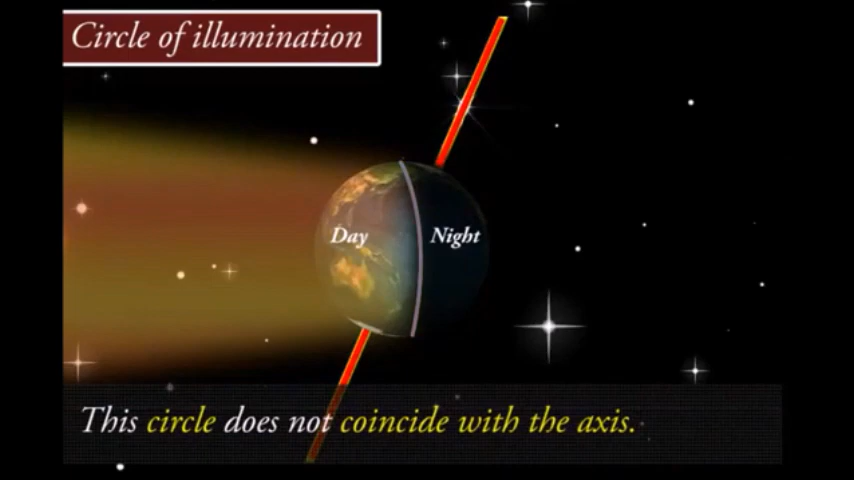 Circle of illumination
Day
Night
This circle does not coincide with the axis.